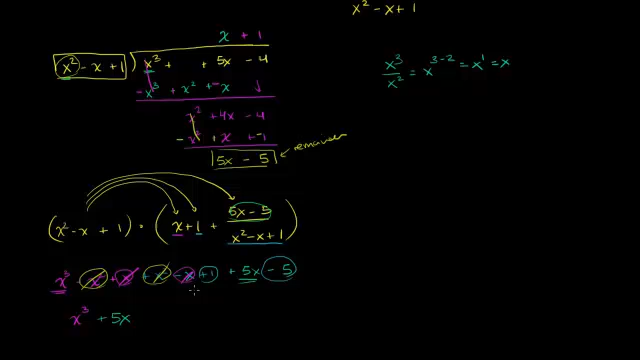 x² - x + 1
x + 1
x² - x + 1 ) x³ + + 5x - 4
x³/x² = x³⁻² = x¹ = x
- x³ + x² + - x ↓
x² + 4x - 4
- x² + x + - 1
5x - 5 ← remainder
(x² - x + 1) · (x + 1 + (5x - 5)/(x² - x + 1))
x³ - x² + x + x² - x + 1 + 5x - 5
x³ + 5x